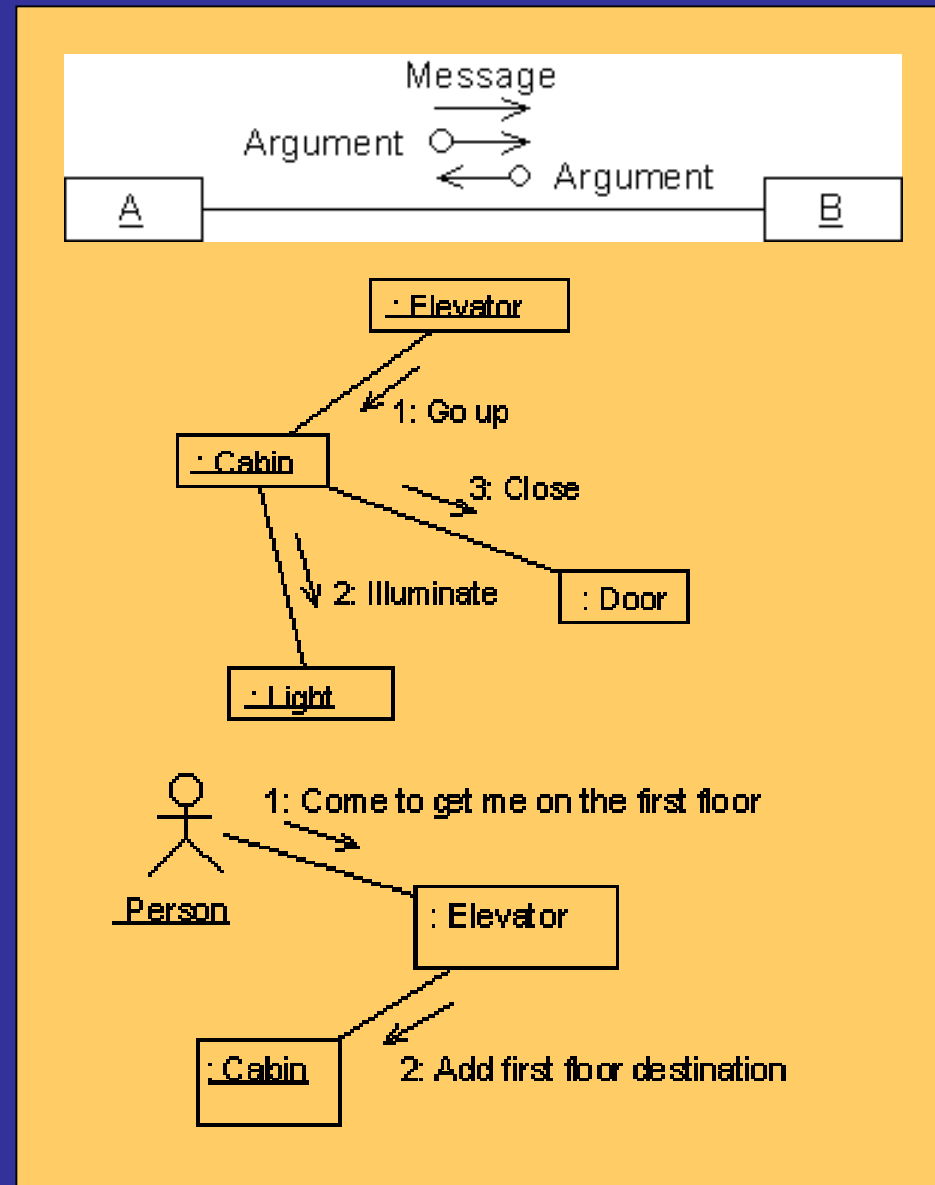 Message
Argument
Argument
A
B
: Elevator
1: Go up
: Cabin
3: Close
2: Illuminate
: Door
: Light
1: Come to get me on the first floor
Person
: Elevator
: Cabin
2: Add first floor destination